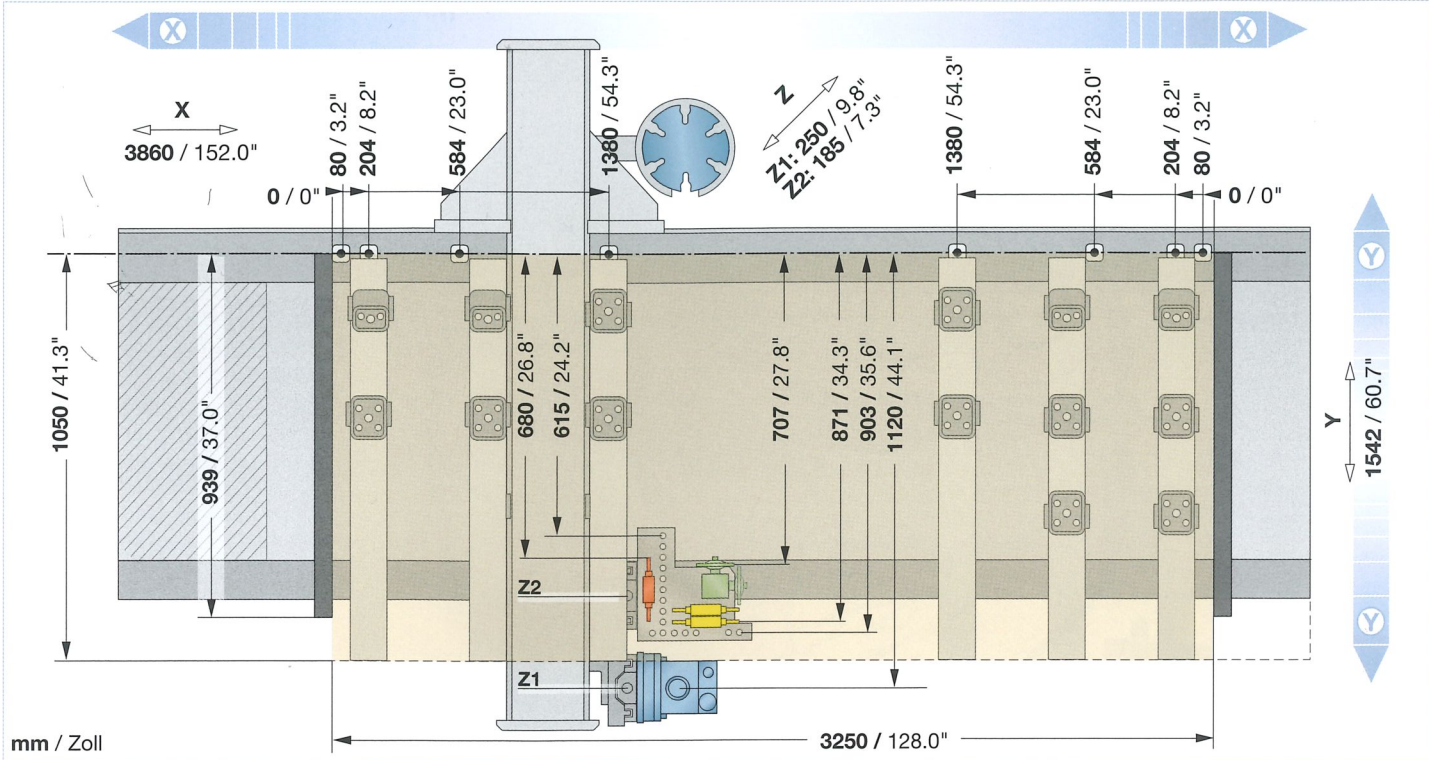 X
X
X
3860 / 152.0"
80 / 3.2"
204 / 8.2"
584 / 23.0"
1380 / 54.3"
0 / 0"
Z
Z1: 250 / 9.8"
Z2: 185 / 7.3"
1380 / 54.3"
584 / 23.0"
204 / 8.2"
80 / 3.2"
0 / 0"
Y
Y
1542 / 60.7"
Y
1050 / 41.3"
939 / 37.0"
680 / 26.8"
615 / 24.2"
707 / 27.8"
871 / 34.3"
903 / 35.6"
1120 / 44.1"
Z2
Z1
mm / Zoll
3250 / 128.0"